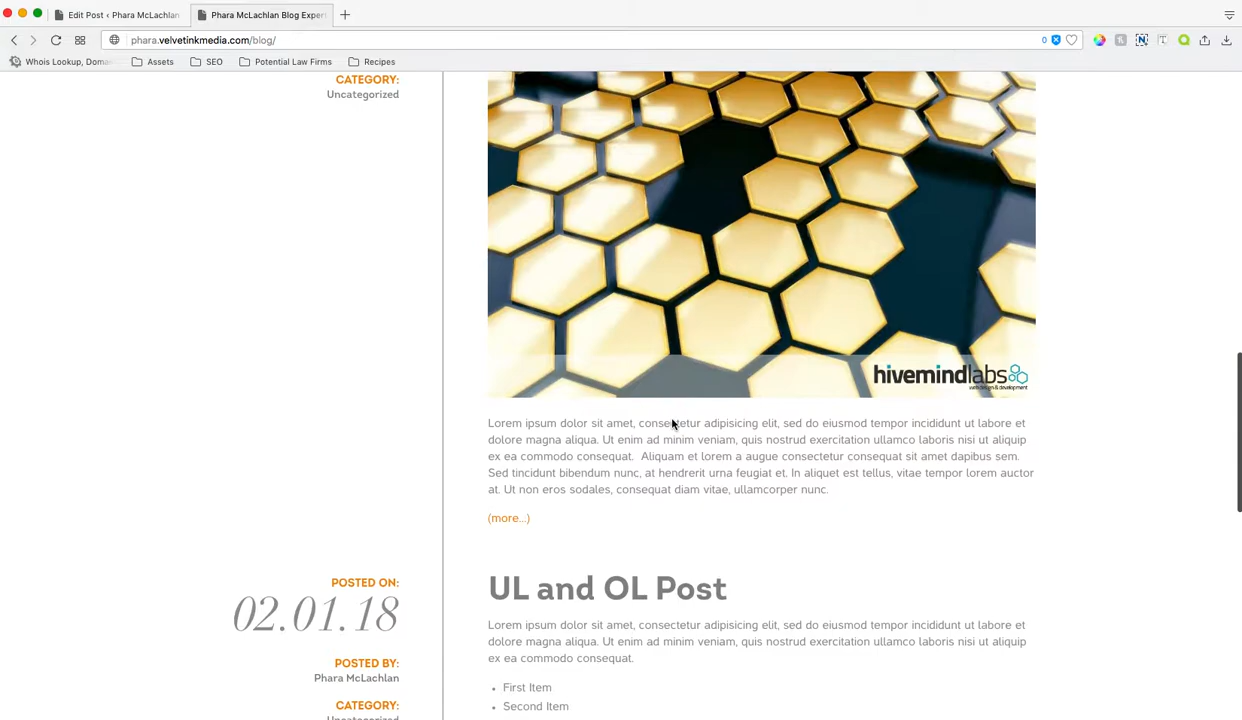 Edit Post ‹ Phara McLachlan
Phara McLachlan Blog Exper
phara.velvetinkmedia.com/blog/
0
Whois Lookup, Doma
Assets
SEO
Potential Law Firms
Recipes
CATEGORY:
Uncategorized
hivemindlabs
web design & development
Lorem ipsum dolor sit amet, consectetur adipisicing elit, sed do eiusmod tempor incididunt ut labore et
dolore magna aliqua. Ut enim ad minim veniam, quis nostrud exercitation ullamco laboris nisi ut aliquip
ex ea commodo consequat.  Aliquam et lorem a augue consectetur consequat sit amet dapibus sem.
Sed tincidunt bibendum nunc, at hendrerit urna feugiat et. In aliquet est tellus, vitae tempor lorem auctor
at. Ut non eros sodales, consequat diam vitae, ullamcorper nunc.
(more...)
POSTED ON:
02.01.18
POSTED BY:
Phara McLachlan
CATEGORY:
Uncategorized
UL and OL Post
Lorem ipsum dolor sit amet, consectetur adipisicing elit, sed do eiusmod tempor incididunt ut labore et
dolore magna aliqua. Ut enim ad minim veniam, quis nostrud exercitation ullamco laboris nisi ut aliquip
ex ea commodo consequat.
• First Item
• Second Item